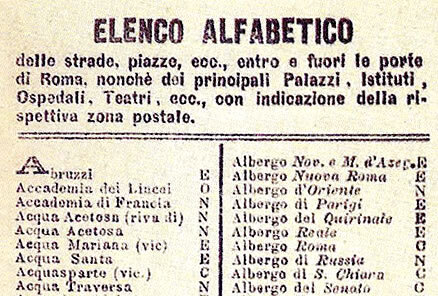 ELENCO ALFABETICO
delle strade, piazze, ecc., entro e fuori le porte
di Roma, nonchè dei principali Palazzi, Istituti,
Ospedali, Teatri, ecc., con indicazione della ri-
spettiva zona postale.
Abruzzi E
Accademia dei Lincei O
Accademia di Francia N
Acqua Acetosa (riva di) N
Acqua Acetosa N
Acqua Mariana (vic) E
Acqua Santa E
Acquasparte (vic.) C
Acqua Traversa N
Albergo Nov. e M. d'Azeg. E
Albergo Nuova Roma E
Albergo d'Oriente N
Albergo di Parigi E
Albergo del Quirinale E
Albergo Reale E
Albergo Roma C
Albergo di Russia N
Albergo di S. Chiara C
Albergo del Senato C